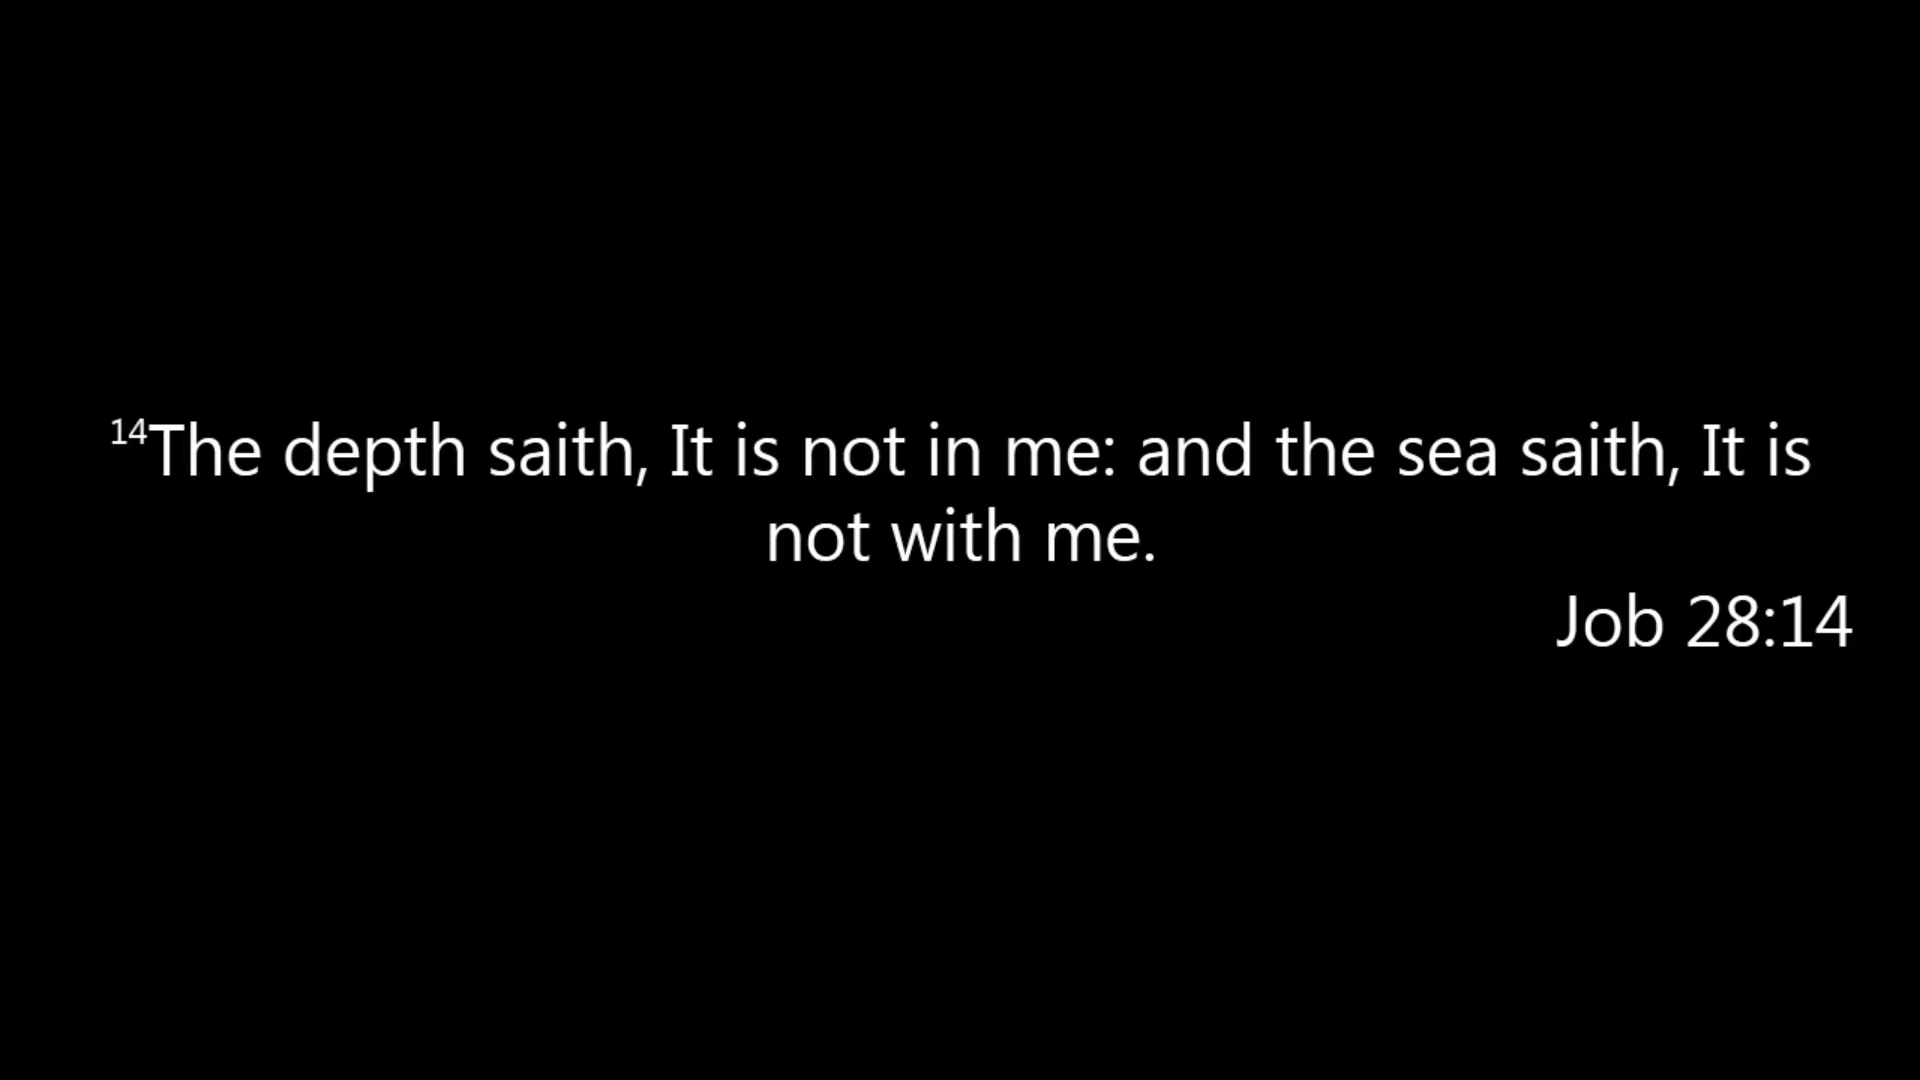 ¹⁴The depth saith, It is not in me: and the sea saith, It is
not with me.
Job 28:14